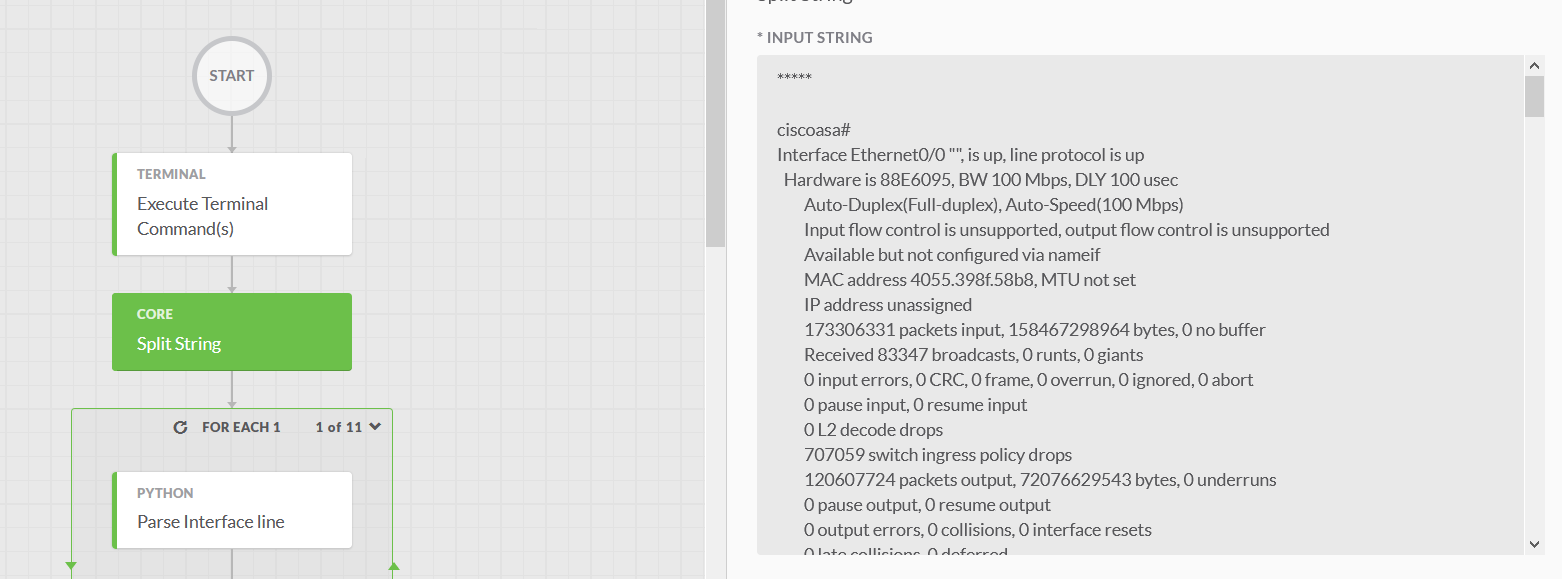 START
TERMINAL
Execute Terminal
Command(s)
CORE
Split String
FOR EACH 1 1 of 11
PYTHON
Parse Interface line
Split String
* INPUT STRING
*****
ciscoasa#
Interface Ethernet0/0 "", is up, line protocol is up
Hardware is 88E6095, BW 100 Mbps, DLY 100 usec
Auto-Duplex(Full-duplex), Auto-Speed(100 Mbps)
Input flow control is unsupported, output flow control is unsupported
Available but not configured via nameif
MAC address 4055.398f.58b8, MTU not set
IP address unassigned
173306331 packets input, 158467298964 bytes, 0 no buffer
Received 83347 broadcasts, 0 runts, 0 giants
0 input errors, 0 CRC, 0 frame, 0 overrun, 0 ignored, 0 abort
0 pause input, 0 resume input
0 L2 decode drops
707059 switch ingress policy drops
120607724 packets output, 72076629543 bytes, 0 underruns
0 pause output, 0 resume output
0 output errors, 0 collisions, 0 interface resets
0 late collisions, 0 deferred